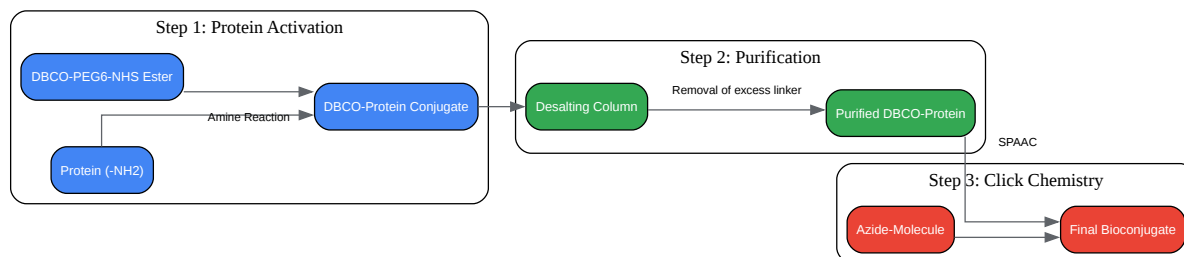 Step 1: Protein Activation
DBCO-PEG6-NHS Ester
Amine Reaction
Protein (-NH2)
DBCO-Protein Conjugate
Step 2: Purification
Desalting Column
Removal of excess linker
Purified DBCO-Protein
SPAAC
Step 3: Click Chemistry
Azide-Molecule
Final Bioconjugate